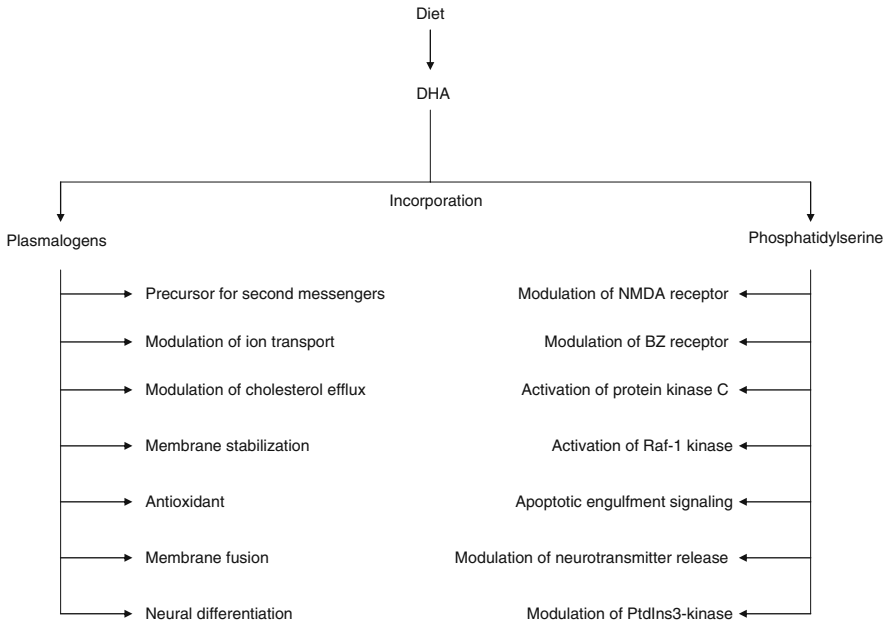 Diet
DHA
Incorporation
Plasmalogens
Phosphatidylserine
Precursor for second messengers
Modulation of NMDA receptor
Modulation of ion transport
Modulation of BZ receptor
Modulation of cholesterol efflux
Activation of protein kinase C
Membrane stabilization
Activation of Raf-1 kinase
Antioxidant
Apoptotic engulfment signaling
Membrane fusion
Modulation of neurotransmitter release
Neural differentiation
Modulation of PtdIns3-kinase